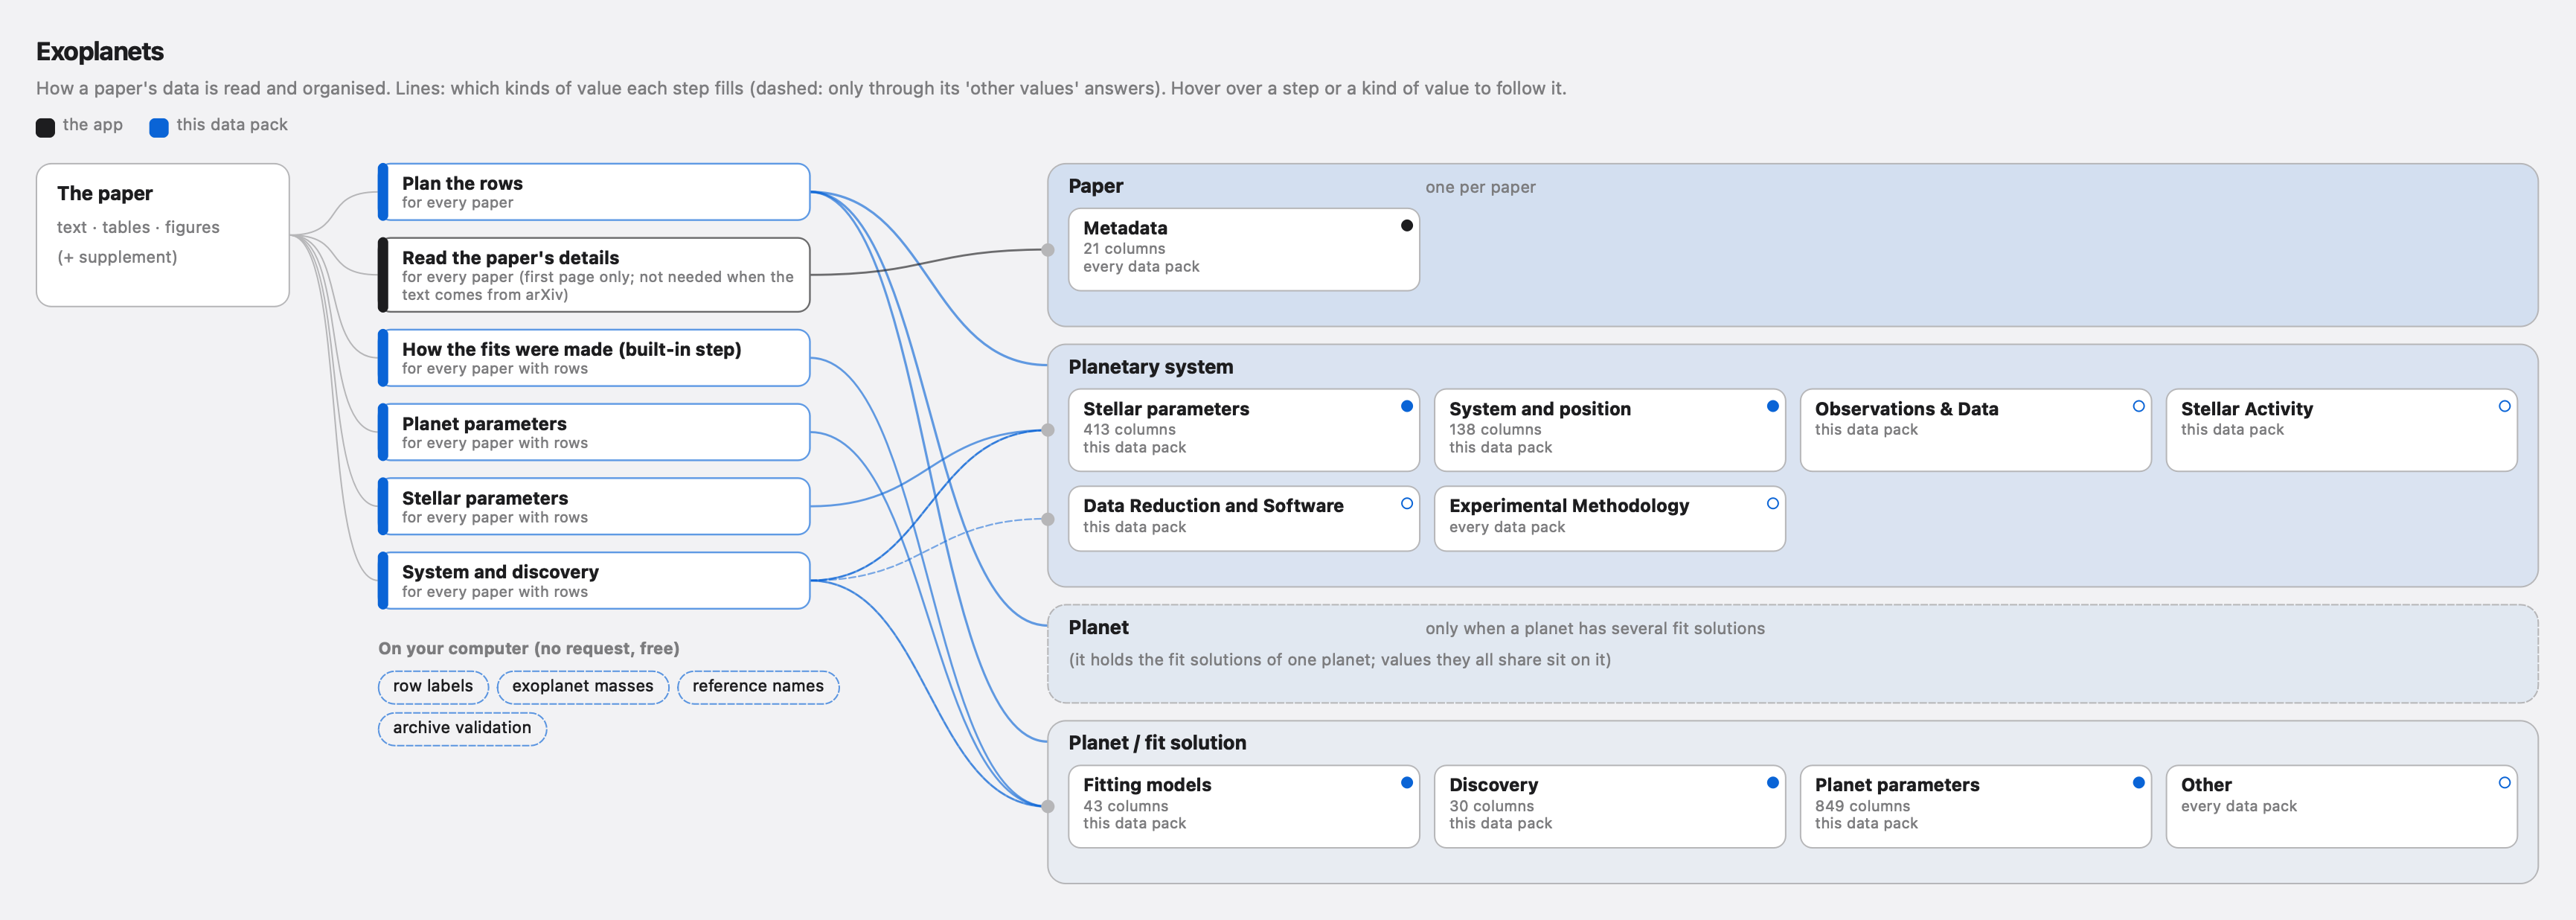 Exoplanets
How a paper's data is read and organised. Lines: which kinds of value each step fills (dashed: only through its 'other values' answers). Hover over a step or a kind of value to follow it.
the app
this data pack
The paper
text · tables · figures
(+ supplement)
Plan the rows
for every paper
Read the paper's details
for every paper (first page only; not needed when the
text comes from arXiv)
How the fits were made (built-in step)
for every paper with rows
Planet parameters
for every paper with rows
Stellar parameters
for every paper with rows
System and discovery
for every paper with rows
On your computer (no request, free)
row labels
exoplanet masses
reference names
archive validation
Paper
one per paper
Metadata
21 columns
every data pack
Planetary system
Stellar parameters
413 columns
this data pack
System and position
138 columns
this data pack
Observations & Data
this data pack
Stellar Activity
this data pack
Data Reduction and Software
this data pack
Experimental Methodology
every data pack
Planet
only when a planet has several fit solutions
(it holds the fit solutions of one planet; values they all share sit on it)
Planet / fit solution
Fitting models
43 columns
this data pack
Discovery
30 columns
this data pack
Planet parameters
849 columns
this data pack
Other
every data pack